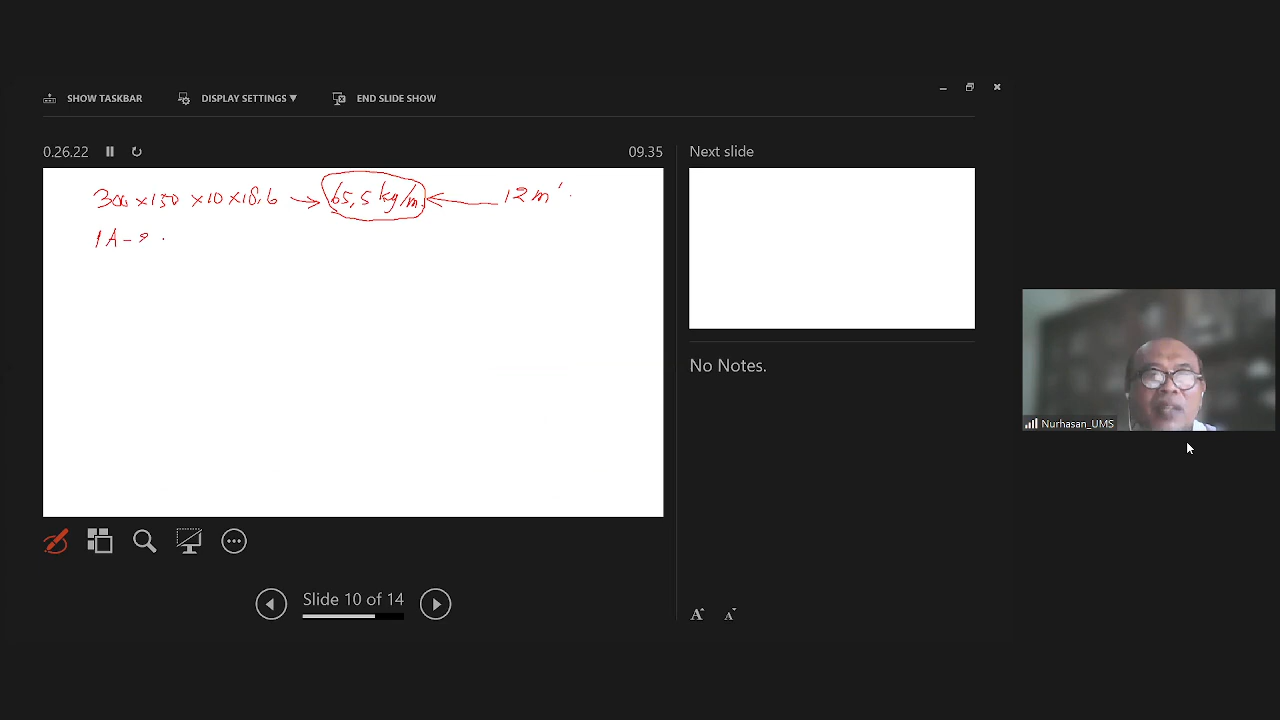 SHOW TASKBAR
DISPLAY SETTINGS ▼
END SLIDE SHOW
0.26.22
09.35
Next slide
300 × 150 × 10 × 18.6 → 65,5 kg/m. ← 12 m'
No Notes.
Nurhasan_UMS
Slide 10 of 14
A
A